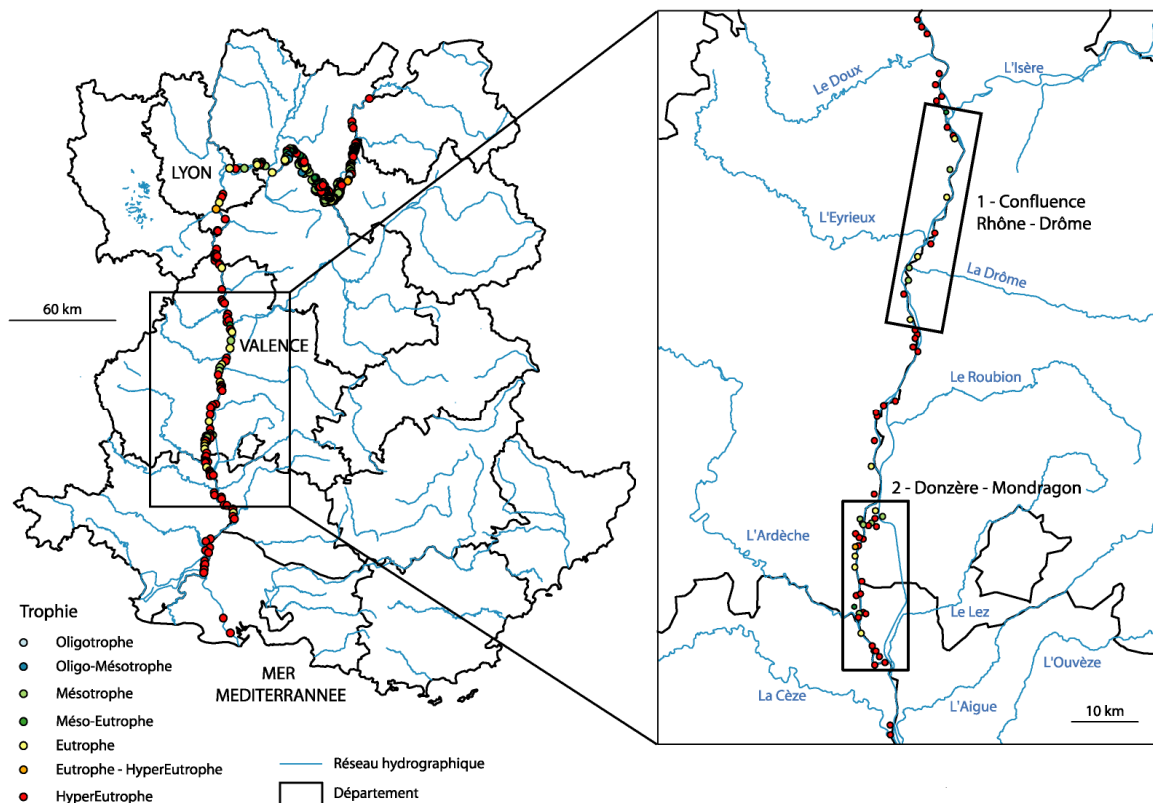 LYON
60 km
VALENCE
MER
MEDITERRANNEE
Trophie
Oligotrophe
Oligo-Mésotrophe
Mésotrophe
Méso-Eutrophe
Eutrophe
Eutrophe - HyperEutrophe
HyperEutrophe
Réseau hydrographique
Département
Le Doux
L'Isère
1 - Confluence
Rhône - Drôme
L'Eyrieux
La Drôme
Le Roubion
2 - Donzère - Mondragon
L'Ardèche
Le Lez
L'Ouvèze
La Cèze
L'Aigue
10 km